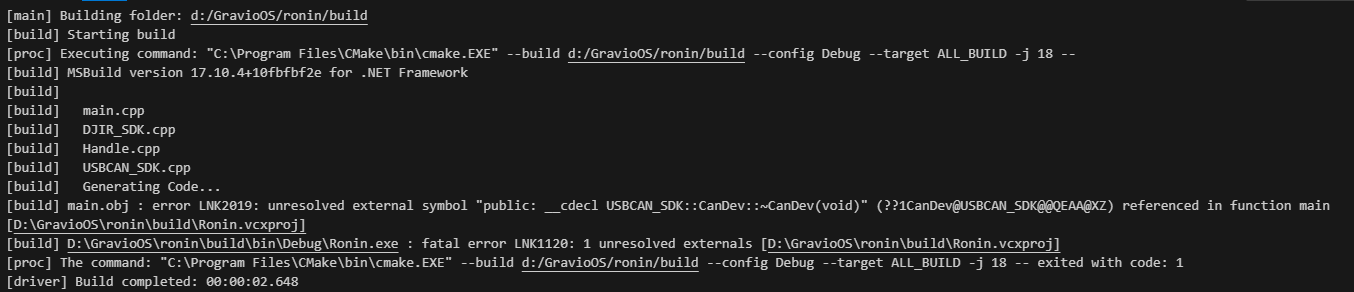 [main] Building folder: d:/GravioOS/ronin/build
[build] Starting build
[proc] Executing command: "C:\Program Files\CMake\bin\cmake.EXE" --build d:/GravioOS/ronin/build --config Debug --target ALL_BUILD -j 18 --
[build] MSBuild version 17.10.4+10fbfbf2e for .NET Framework
[build]
[build]   main.cpp
[build]   DJIR_SDK.cpp
[build]   Handle.cpp
[build]   USBCAN_SDK.cpp
[build]   Generating Code...
[build] main.obj : error LNK2019: unresolved external symbol "public: __cdecl USBCAN_SDK::CanDev::~CanDev(void)" (??1CanDev@USBCAN_SDK@@QEAA@XZ) referenced in function main
[D:\GravioOS\ronin\build\Ronin.vcxproj]
[build] D:\GravioOS\ronin\build\bin\Debug\Ronin.exe : fatal error LNK1120: 1 unresolved externals [D:\GravioOS\ronin\build\Ronin.vcxproj]
[proc] The command: "C:\Program Files\CMake\bin\cmake.EXE" --build d:/GravioOS/ronin/build --config Debug --target ALL_BUILD -j 18 -- exited with code: 1
[driver] Build completed: 00:00:02.648